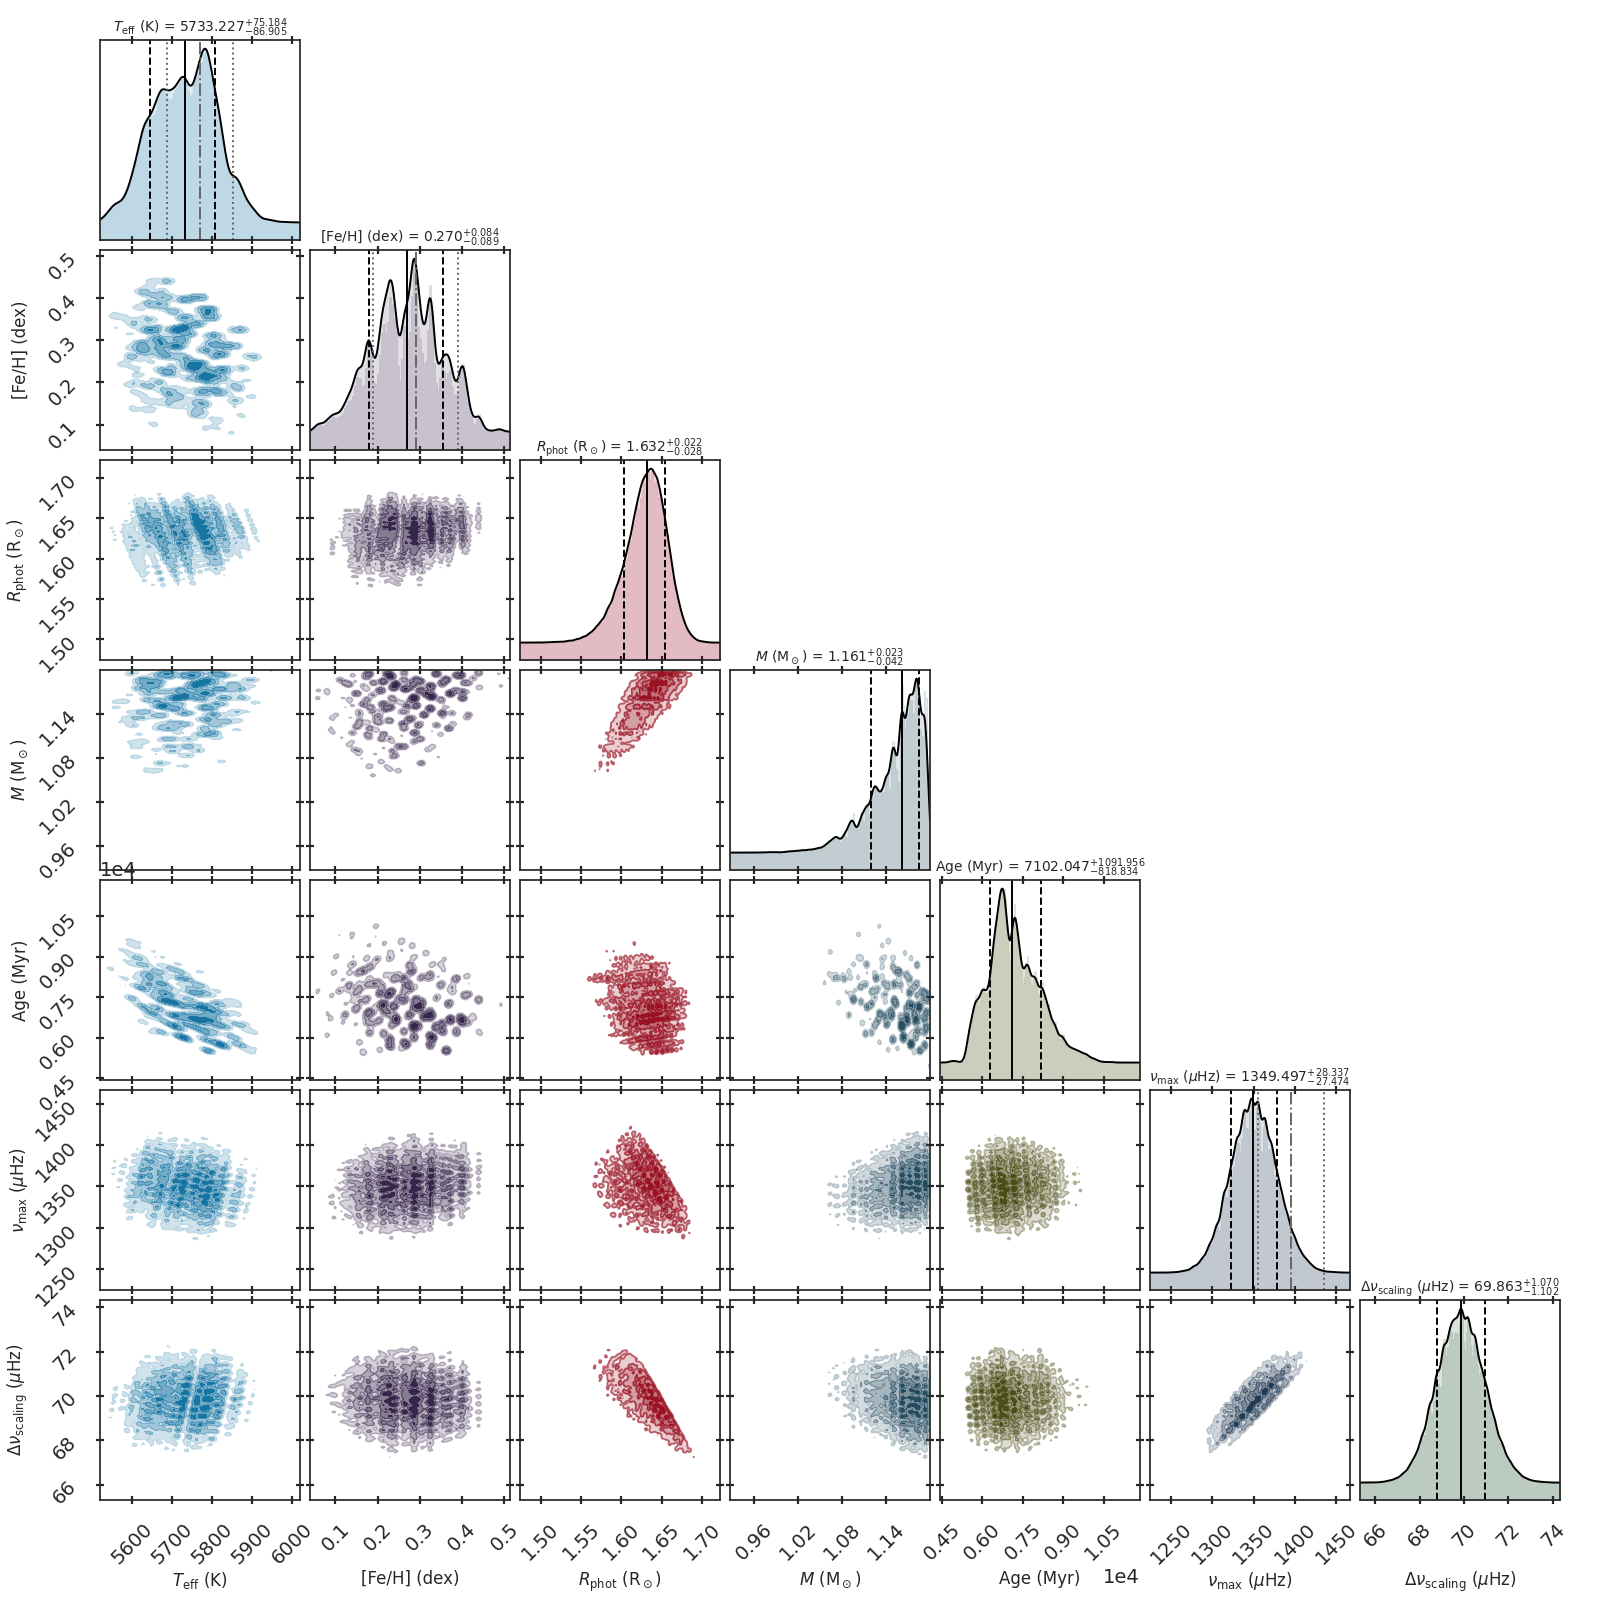 T_eff (K) = 5733.227 +75.184 −86.905
[Fe/H] (dex) = 0.270 +0.084 −0.089
0.5
0.4
0.3
0.2
0.1
[Fe/H] (dex)
R_phot (R⊙) = 1.632 +0.022 −0.028
1.70
1.65
1.60
1.55
1.50
R_phot (R⊙)
M (M⊙) = 1.161 +0.023 −0.042
1.14
1.08
1.02
0.96
M (M⊙)
1e4
Age (Myr) = 7102.047 +1091.956 −818.834
1.05
0.90
0.75
0.60
0.45
Age (Myr)
ν_max (μHz) = 1349.497 +28.337 −27.474
1450
1400
1350
1300
1250
ν_max (μHz)
Δν_scaling (μHz) = 69.863 +1.070 −1.102
74
72
70
68
66
Δν_scaling (μHz)
5600 5700 5800 5900 6000 0.1 0.2 0.3 0.4 0.5 1.50 1.55 1.60 1.65 1.70 0.96 1.02 1.08 1.14 0.45 0.60 0.75 0.90 1.05 1250 1300 1350 1400 1450 66 68 70 72 74
T_eff (K) [Fe/H] (dex) R_phot (R⊙) M (M⊙) Age (Myr) 1e4 ν_max (μHz) Δν_scaling (μHz)